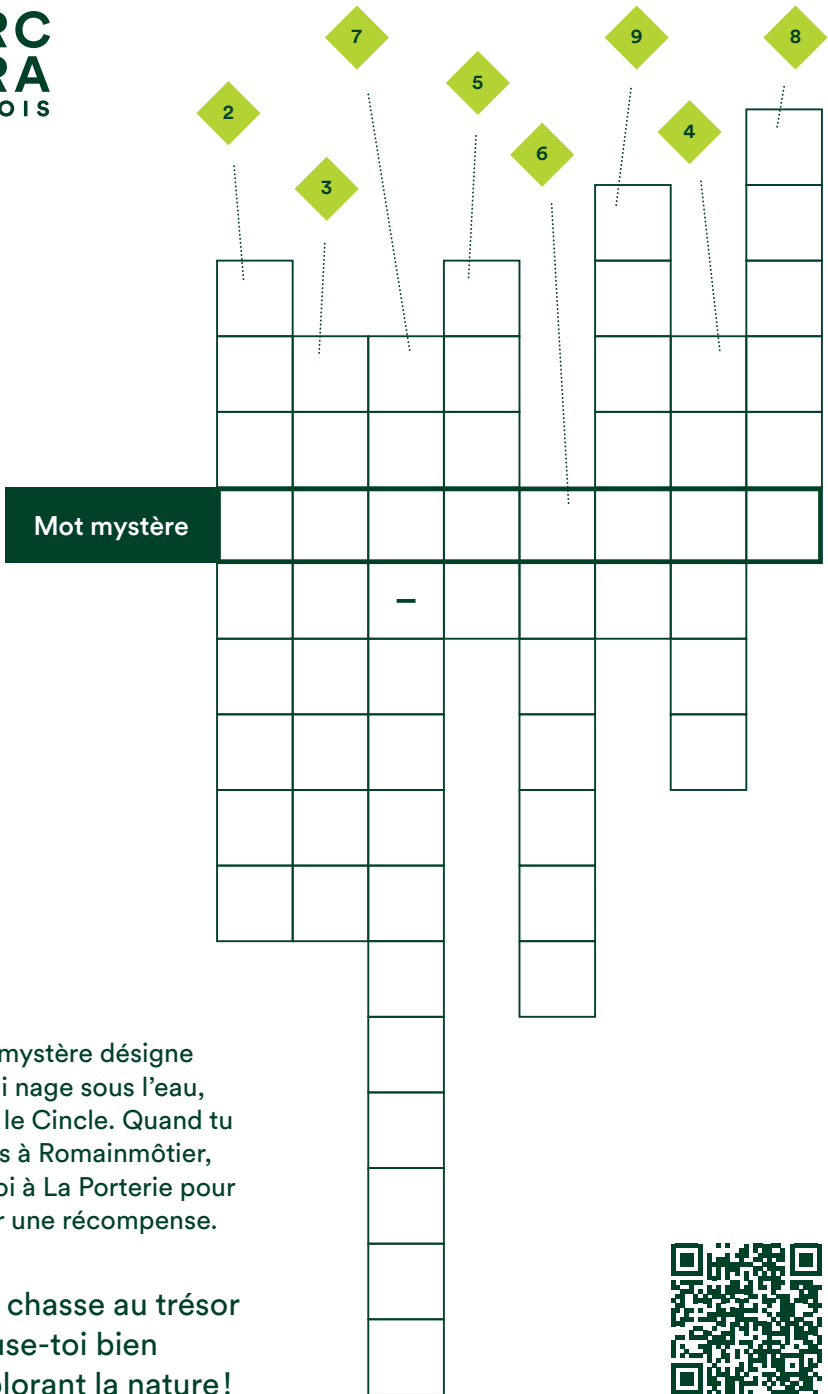 RC
RA
OIS
7
9
8
5
2
4
6
3
Mot mystère
–
mystère désigne
i nage sous l'eau,
le Cincle. Quand tu
s à Romainmôtier,
oi à La Porterie pour
r une récompense.
chasse au trésor
use-toi bien
plorant la nature!